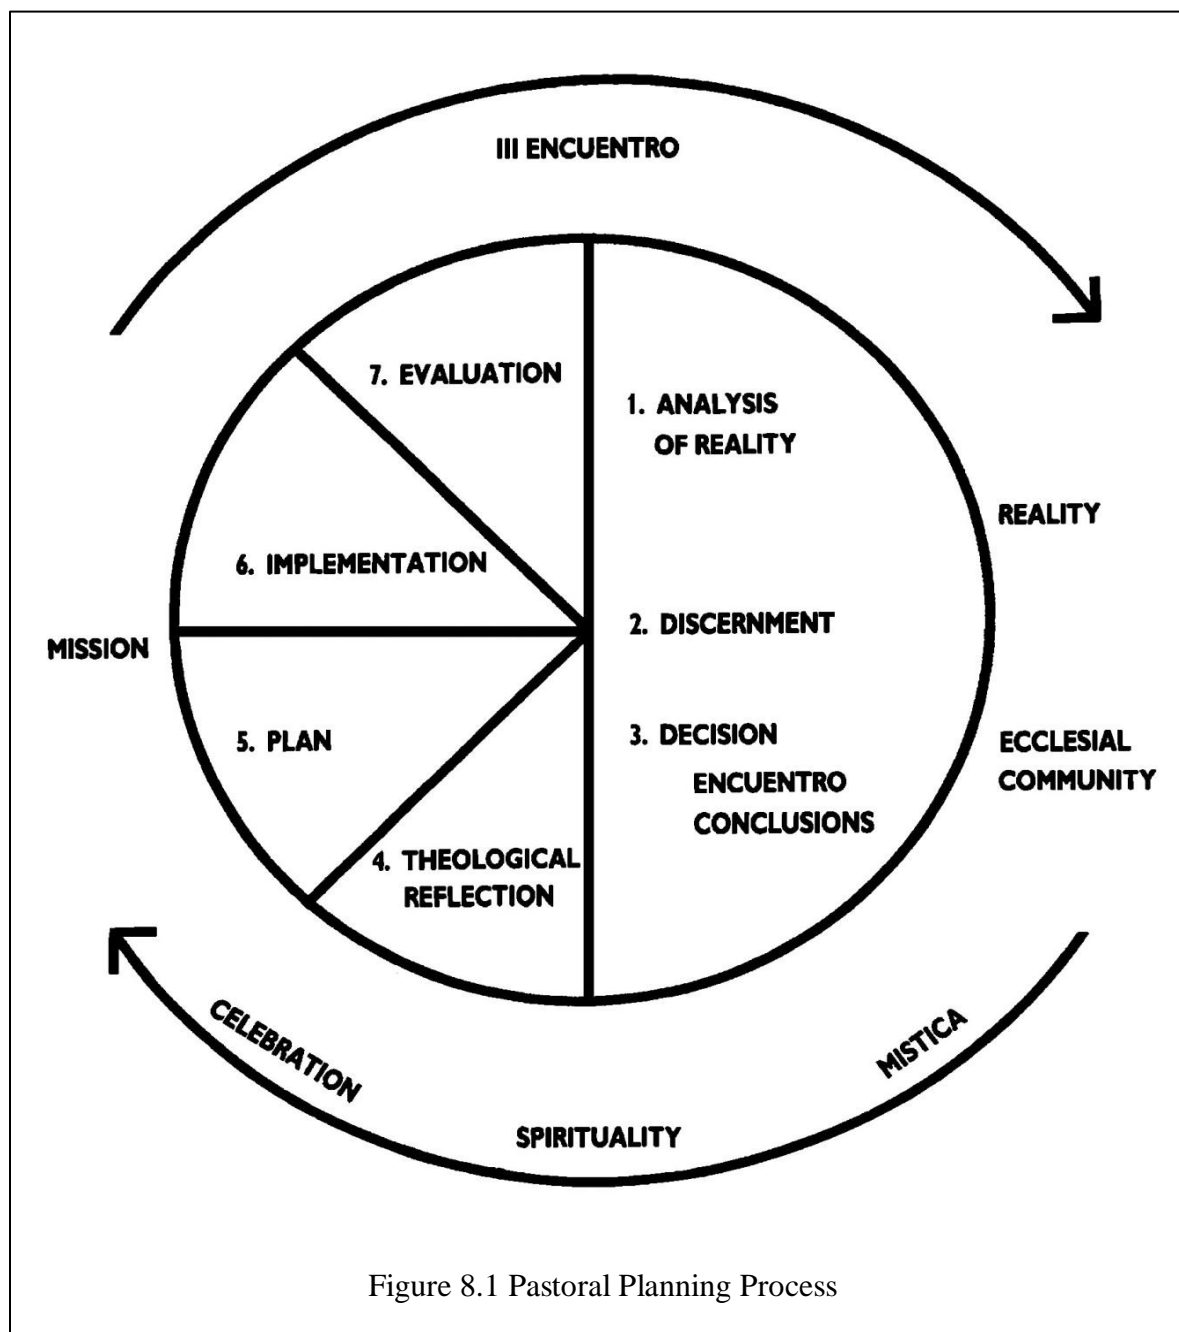 III ENCUENTRO
7. EVALUATION
1. ANALYSIS
OF REALITY
REALITY
6. IMPLEMENTATION
2. DISCERNMENT
MISSION
5. PLAN
3. DECISION
ENCUENTRO
CONCLUSIONS
ECCLESIAL
COMMUNITY
4. THEOLOGICAL
REFLECTION
CELEBRATION
SPIRITUALITY
MISTICA
Figure 8.1 Pastoral Planning Process